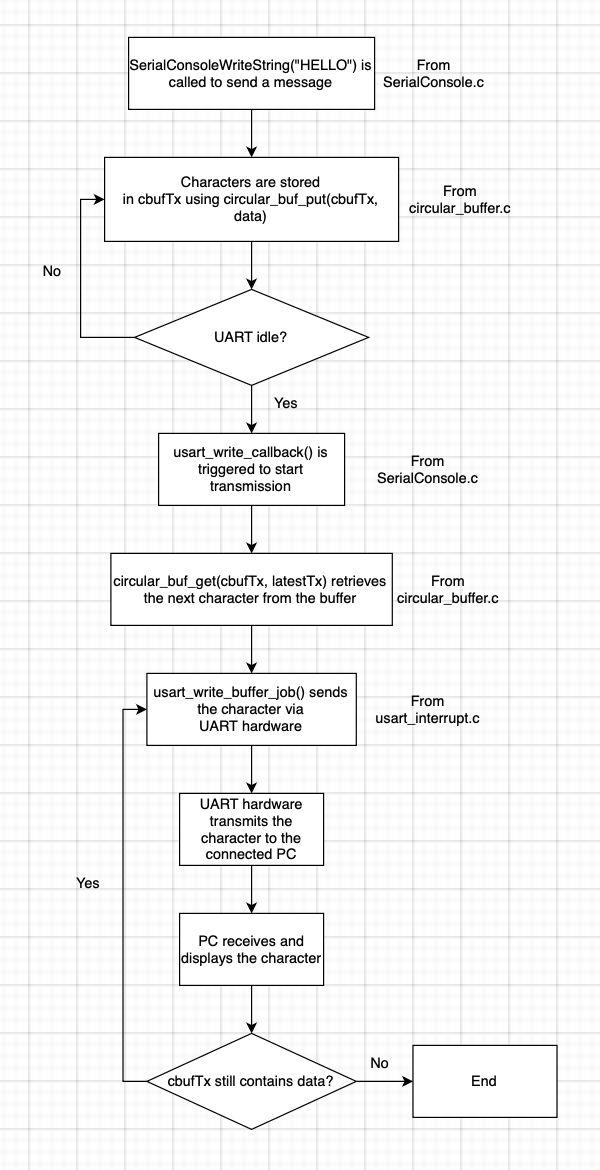 SerialConsoleWriteString("HELLO") is
called to send a message
From
SerialConsole.c
Characters are stored
in cbufTx using circular_buf_put(cbufTx,
data)
From
circular_buffer.c
No
UART idle?
Yes
usart_write_callback() is
triggered to start
transmission
From
SerialConsole.c
circular_buf_get(cbufTx, latestTx) retrieves
the next character from the buffer
From
circular_buffer.c
usart_write_buffer_job() sends
the character via
UART hardware
From
usart_interrupt.c
UART hardware
transmits the
character to the
connected PC
Yes
PC receives and
displays the character
cbufTx still contains data?
No
End